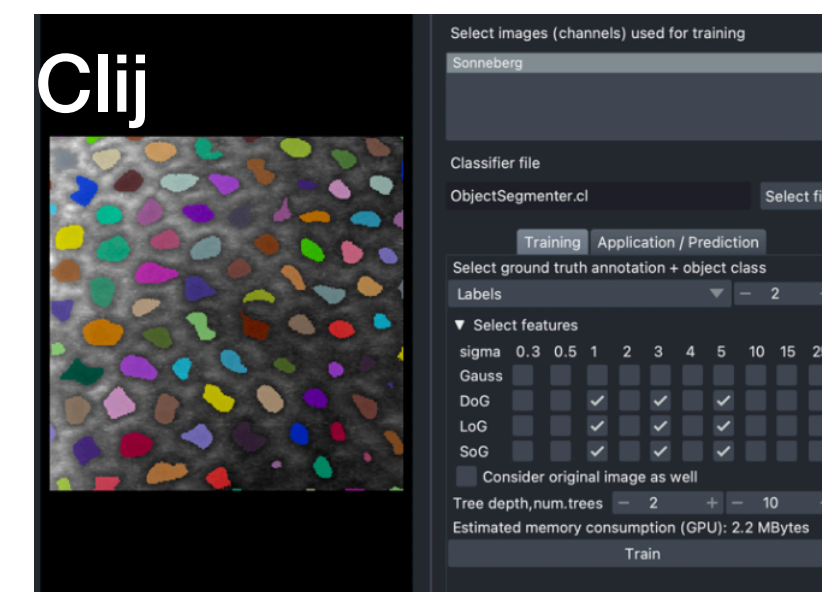 Clij
Select images (channels) used for training
Sonneberg
Classifier file
ObjectSegmenter.cl
Select fi
Training Application / Prediction
Select ground truth annotation + object class
Labels − 2
▼ Select features
sigma 0.3 0.5 1 2 3 4 5 10 15 25
Gauss
DoG
LoG
SoG
Consider original image as well
Tree depth,num.trees − 2 + − 10
Estimated memory consumption (GPU): 2.2 MBytes
Train